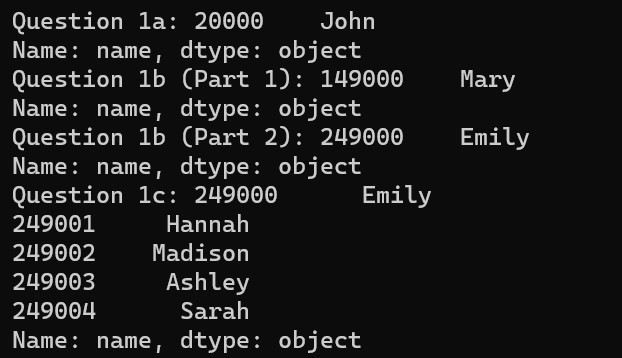 Question 1a: 20000    John
Name: name, dtype: object
Question 1b (Part 1): 149000    Mary
Name: name, dtype: object
Question 1b (Part 2): 249000    Emily
Name: name, dtype: object
Question 1c: 249000      Emily
249001     Hannah
249002    Madison
249003     Ashley
249004      Sarah
Name: name, dtype: object